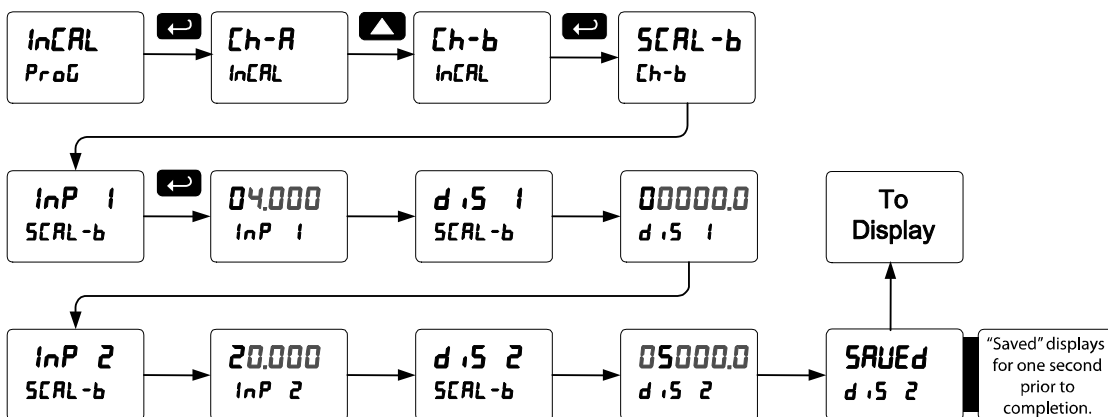 InCAL
ProG
Ch-A
InCAL
Ch-b
InCAL
SCAL-b
Ch-b
InP 1
SCAL-b
04.000
InP 1
diS 1
SCAL-b
00000.0
diS 1
To
Display
InP 2
SCAL-b
20.000
InP 2
diS 2
SCAL-b
05000.0
diS 2
SAVEd
diS 2
"Saved" displays
for one second
prior to
completion.